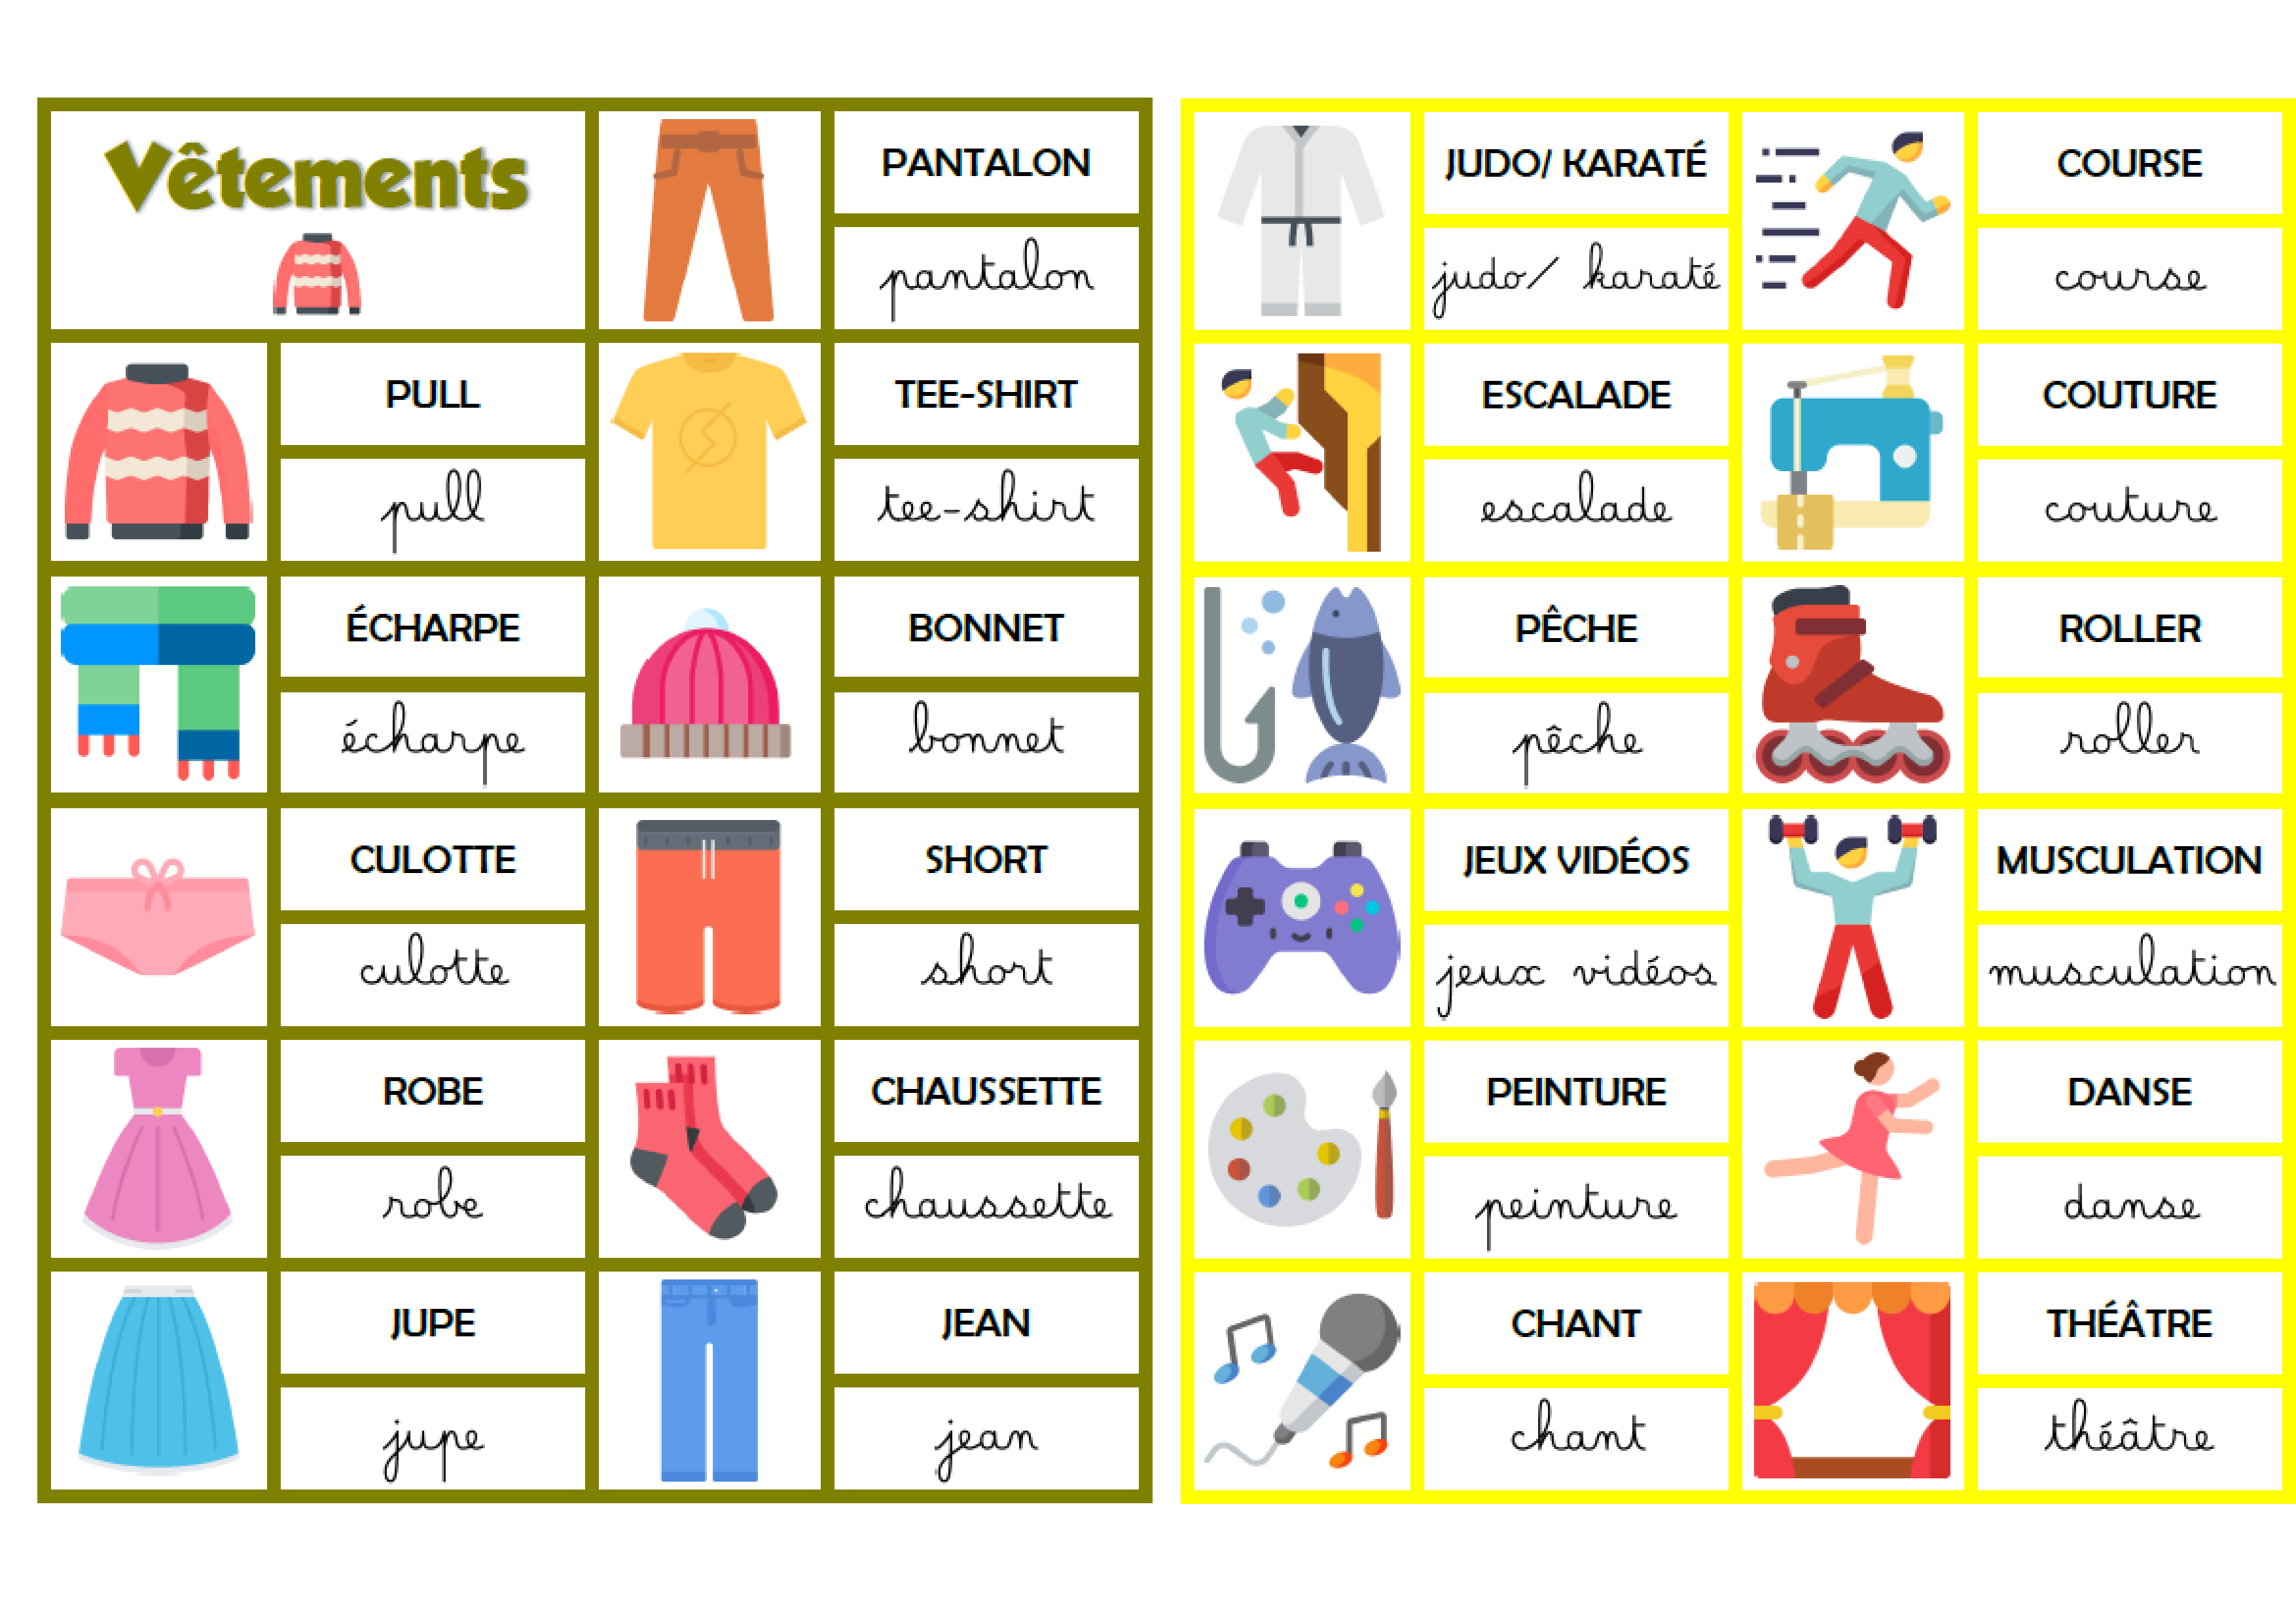 Vêtements
PANTALON
pantalon
PULL
pull
TEE-SHIRT
tee-shirt
ÉCHARPE
écharpe
BONNET
bonnet
CULOTTE
culotte
SHORT
short
ROBE
robe
CHAUSSETTE
chaussette
JUPE
jupe
JEAN
jean
JUDO/ KARATÉ
judo/ karaté
COURSE
course
ESCALADE
escalade
COUTURE
couture
PÊCHE
pêche
ROLLER
roller
JEUX VIDÉOS
jeux vidéos
MUSCULATION
musculation
PEINTURE
peinture
DANSE
danse
CHANT
chant
THÉÂTRE
théâtre